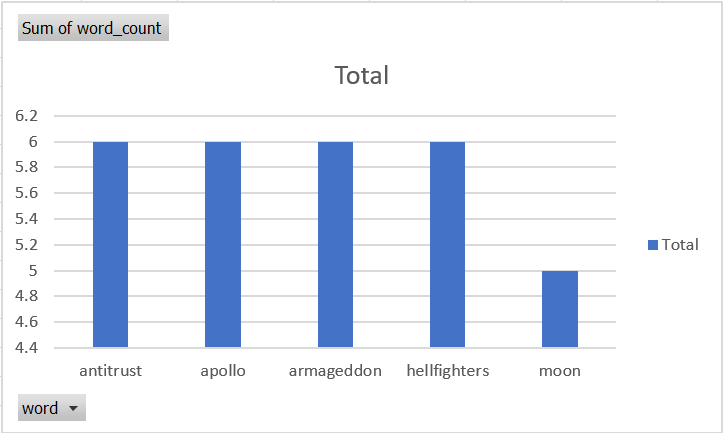 Sum of word_count
Total
6.2
6
5.8
5.6
5.4
5.2
5
4.8
4.6
4.4
antitrust apollo armageddon hellfighters moon
Total
word